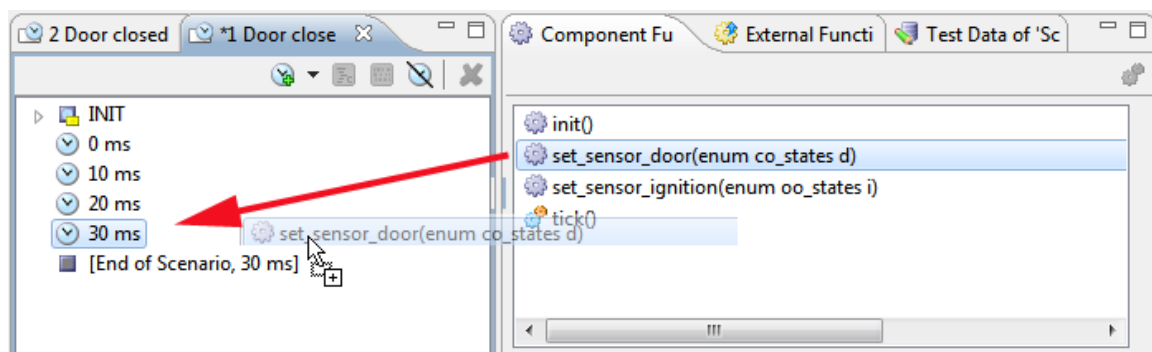 2 Door closed
*1 Door close
Component Fu
External Functi
Test Data of 'Sc
INIT
0 ms
10 ms
20 ms
30 ms
[End of Scenario, 30 ms]
init()
set_sensor_door(enum co_states d)
set_sensor_ignition(enum oo_states i)
tick()
set_sensor_door(enum co_states d)